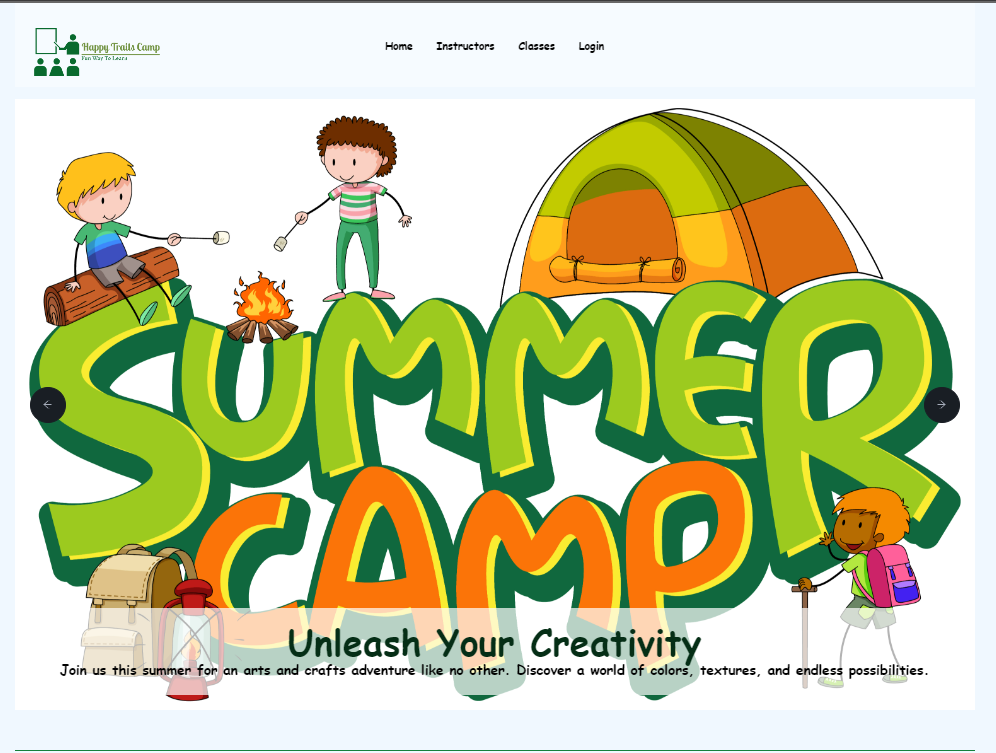 Happy Trails Camp
Fun Way To Learn
Home Instructors Classes Login
SUMMER
CAMP
Unleash Your Creativity
Join us this summer for an arts and crafts adventure like no other. Discover a world of colors, textures, and endless possibilities.